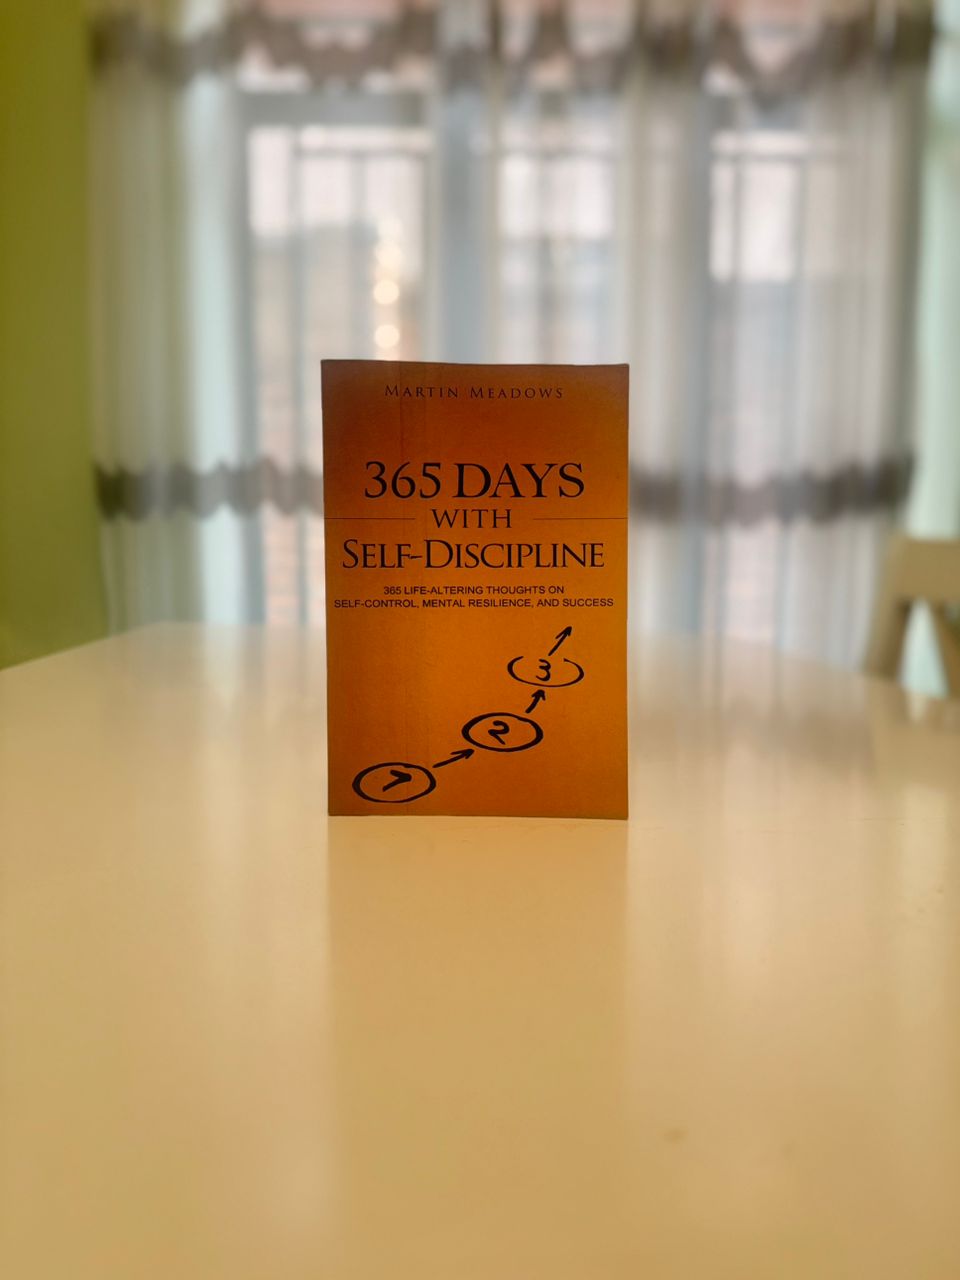 MARTIN MEADOWS
365 DAYS
WITH
SELF-DISCIPLINE
365 LIFE-ALTERING THOUGHTS ON
SELF-CONTROL, MENTAL RESILIENCE, AND SUCCESS
3
2
1